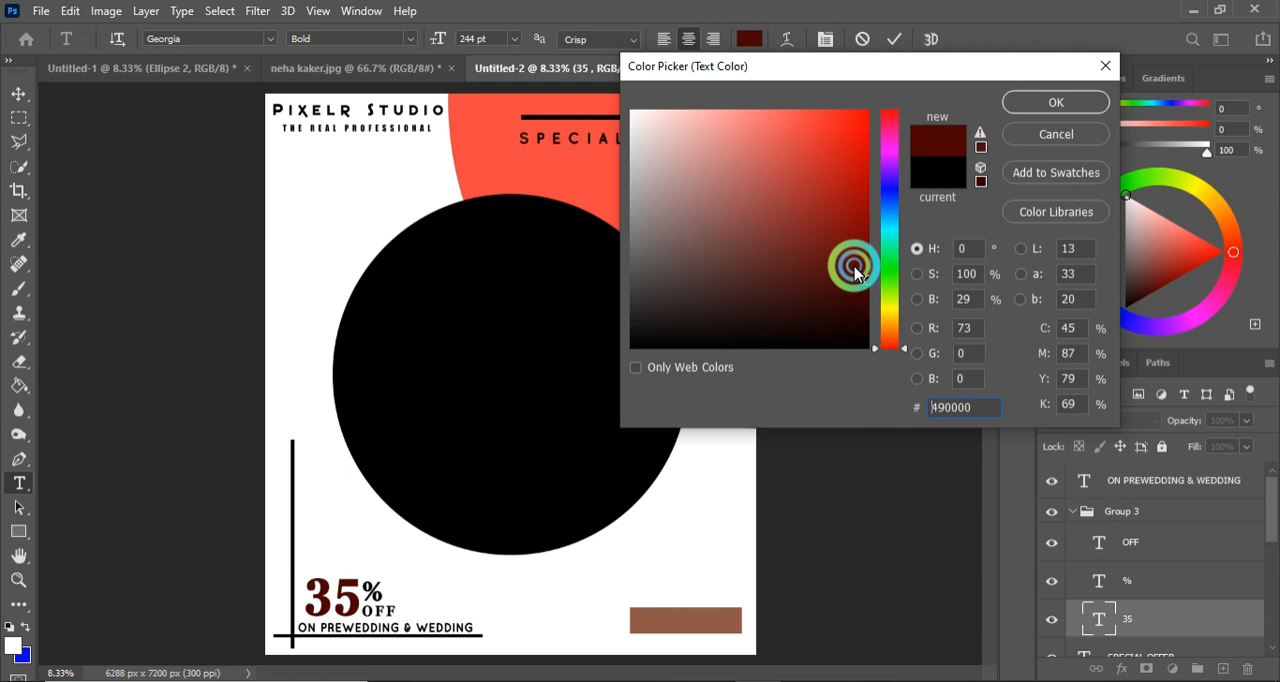 Ps File Edit Image Layer Type Select Filter 3D View Window Help
T Georgia Bold 244 pt Crisp 3D
Untitled-1 @ 8.33% (Ellipse 2, RGB/8) * × neha kaker.jpg @ 66.7% (RGB/8#) * × Untitled-2 @ 8.33% (35 , RGB/
Color Picker (Text Color)
Gradients
OK
Cancel
Add to Swatches
Color Libraries
new
current
H: 0 °
S: 100 %
B: 29 %
R: 73
G: 0
B: 0
# 490000
L: 13
a: 33
b: 20
C: 45 %
M: 87 %
Y: 79 %
K: 69 %
Only Web Colors
0 °
0 %
100 %
PIXELR STUDIO
THE REAL PROFESSIONAL
SPECIAL
35%
OFF
ON PREWEDDING & WEDDING
Paths
Opacity: 100%
Lock: Fill: 100%
T ON PREWEDDING & WEDDING
Group 3
T OFF
T %
T 35
SPECIAL OFFER
fx
8.33% 6288 px x 7200 px (300 ppi)